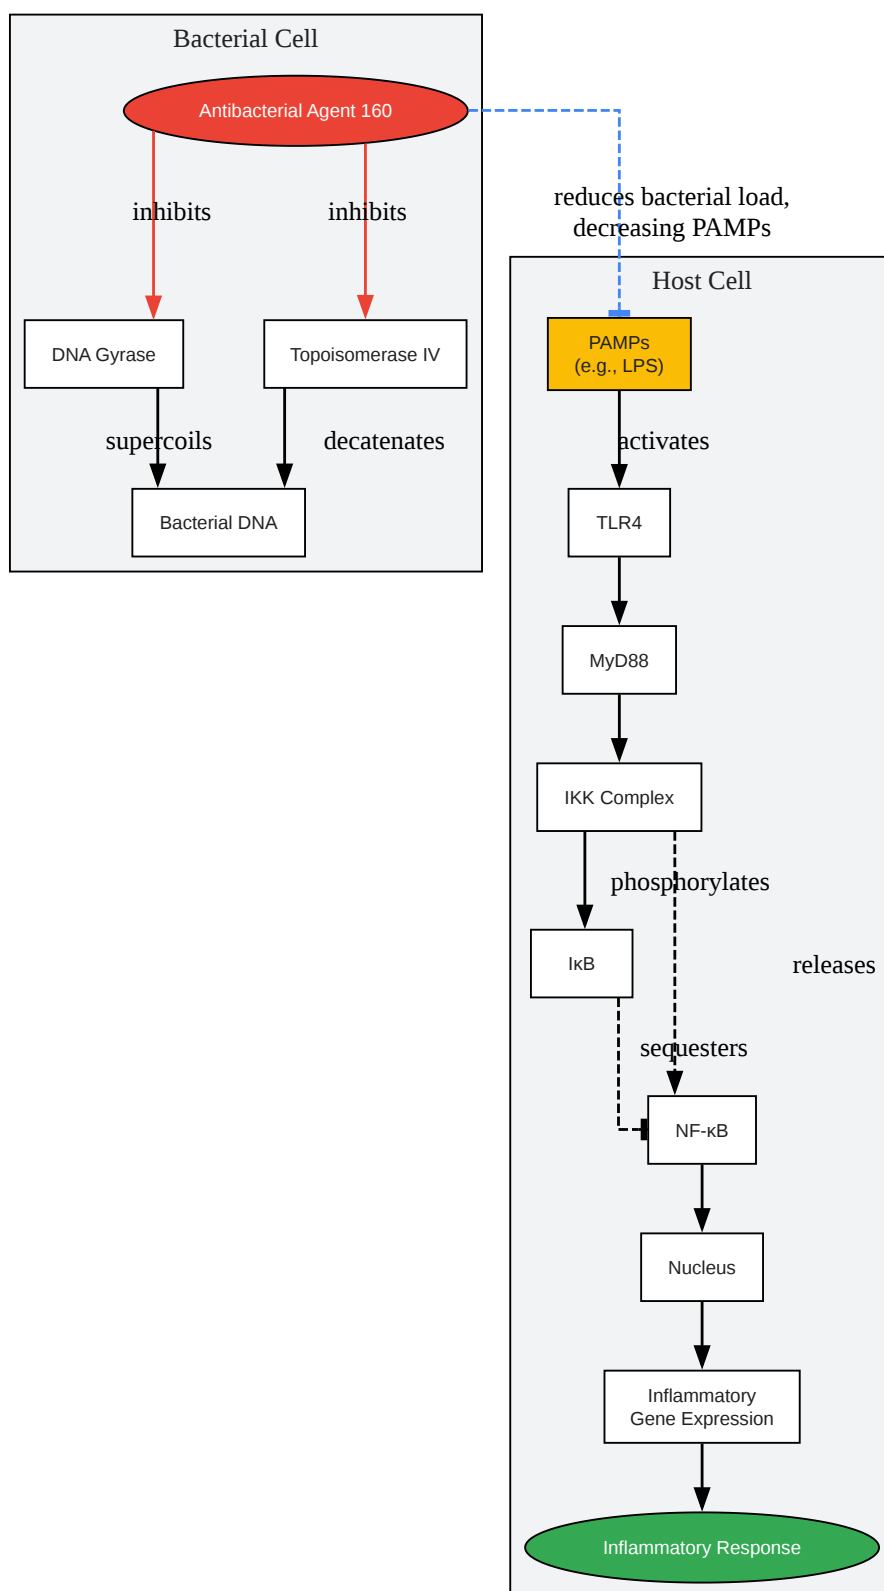 Bacterial Cell
Antibacterial Agent 160
inhibits
inhibits
DNA Gyrase
Topoisomerase IV
supercoils
decatenates
Bacterial DNA
reduces bacterial load,
decreasing PAMPs
Host Cell
PAMPs
(e.g., LPS)
activates
TLR4
MyD88
IKK Complex
phosphorylates
IκB
releases
sequesters
NF-κB
Nucleus
Inflammatory
Gene Expression
Inflammatory Response